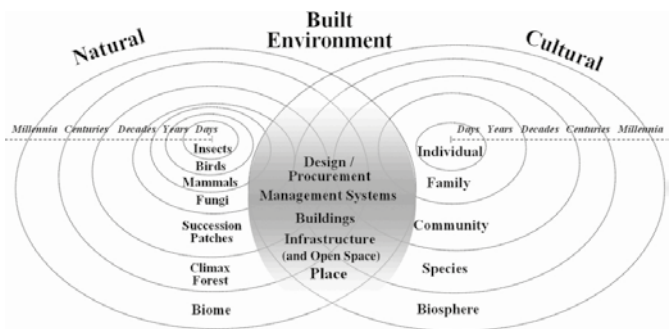 Built
Environment
Natural
Cultural
Millennia Centuries Decades Years Days
Days Years Decades Centuries Millennia
Insects
Birds
Mammals
Fungi
Succession
Patches
Climax
Forest
Biome
Design /
Procurement
Management Systems
Buildings
Infrastructure
(and Open Space)
Place
Individual
Family
Community
Species
Biosphere